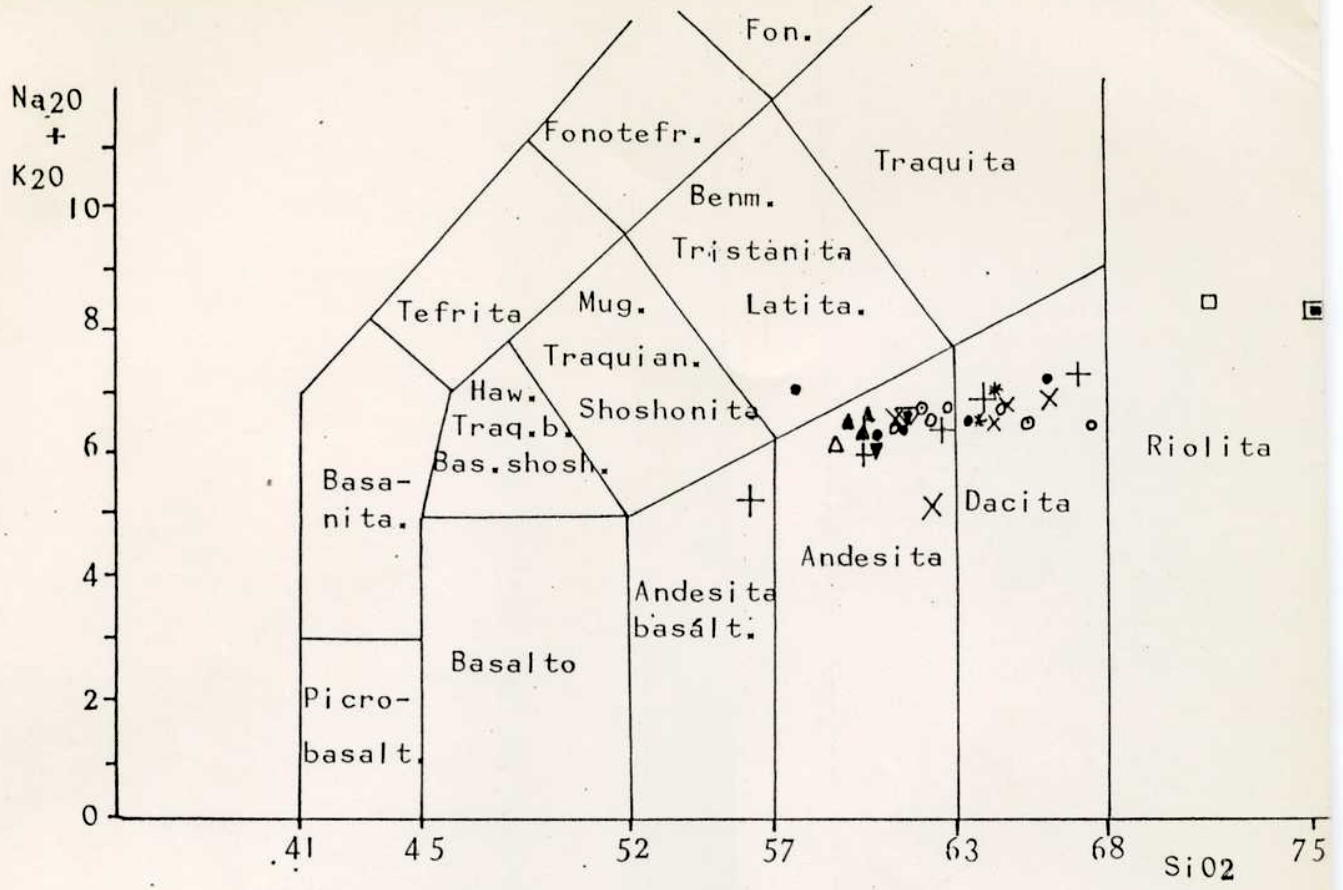 Fon.
Na2O
+
K2O
Fonotefr.
Traquita
10
Benm.
Tristánita
Latita.
8
Tefrita
Mug.
Traquian.
Shoshonita
Haw.
Traq.b.
Bas.shosh.
6
Basa-
nita.
Riolita
Dacita
4
Andesita
Andesita
basált.
Basalto
2
Picro-
basalt.
0
41 45 52 57 63 68 75
SiO2